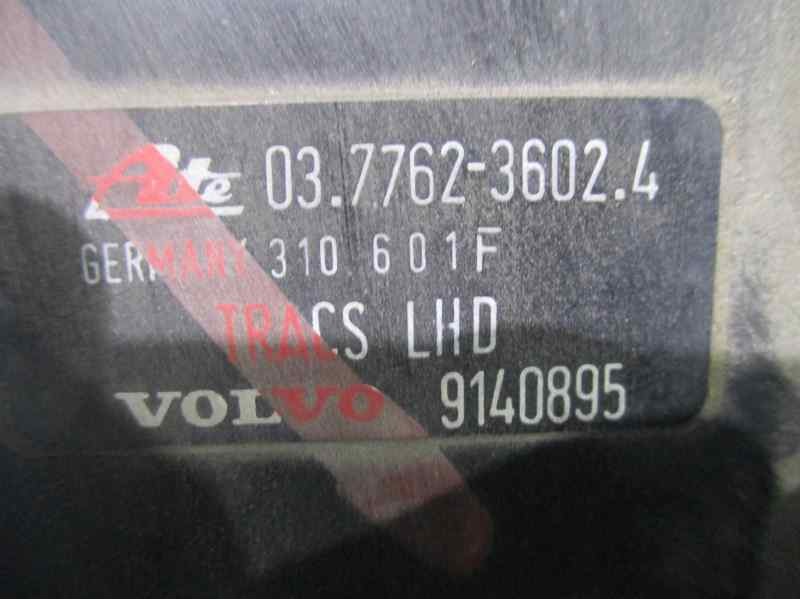 Ate 03.7762-3602.4
GERMANY 310 601F
TRACS LHD
VOLVO 9140895